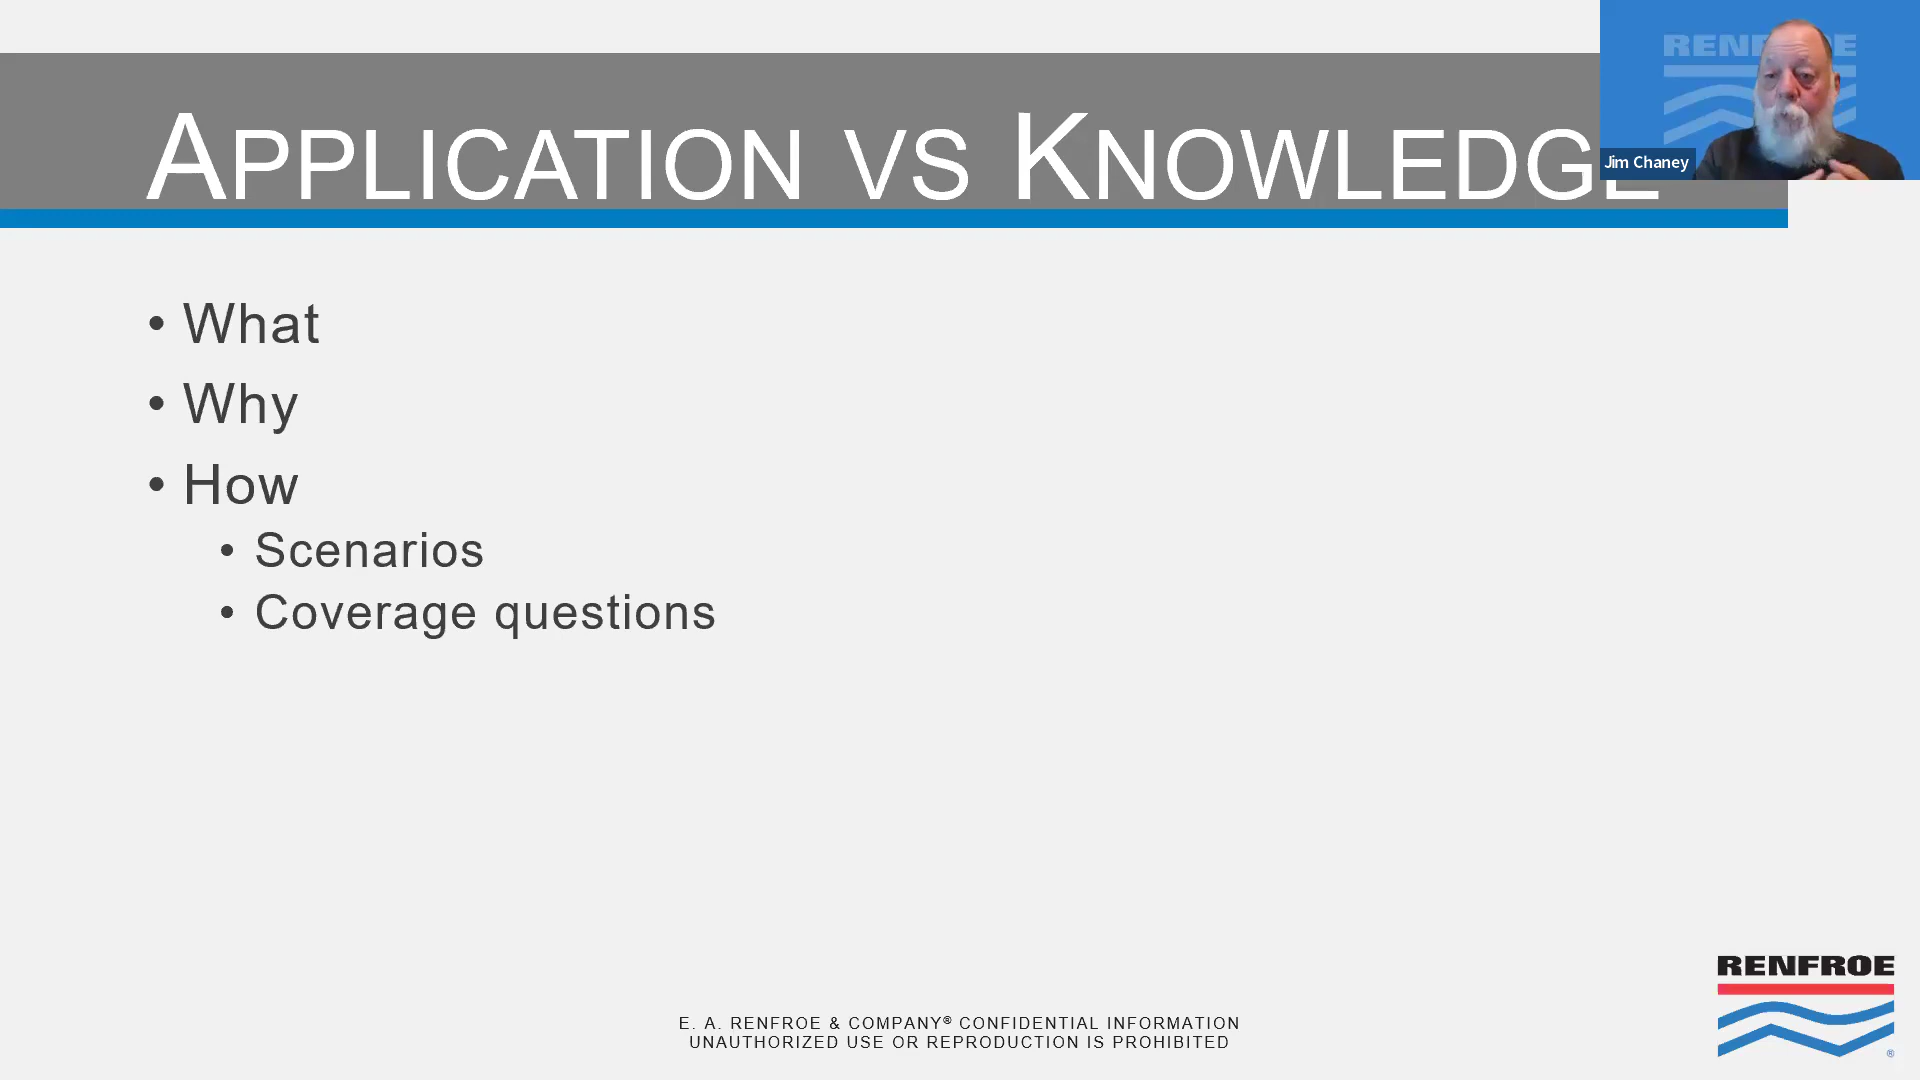 APPLICATION VS KNOWLEDGE
RENFROE
Jim Chaney
• What
• Why
• How
• Scenarios
• Coverage questions
RENFROE
®
E. A. RENFROE & COMPANY® CONFIDENTIAL INFORMATION
UNAUTHORIZED USE OR REPRODUCTION IS PROHIBITED